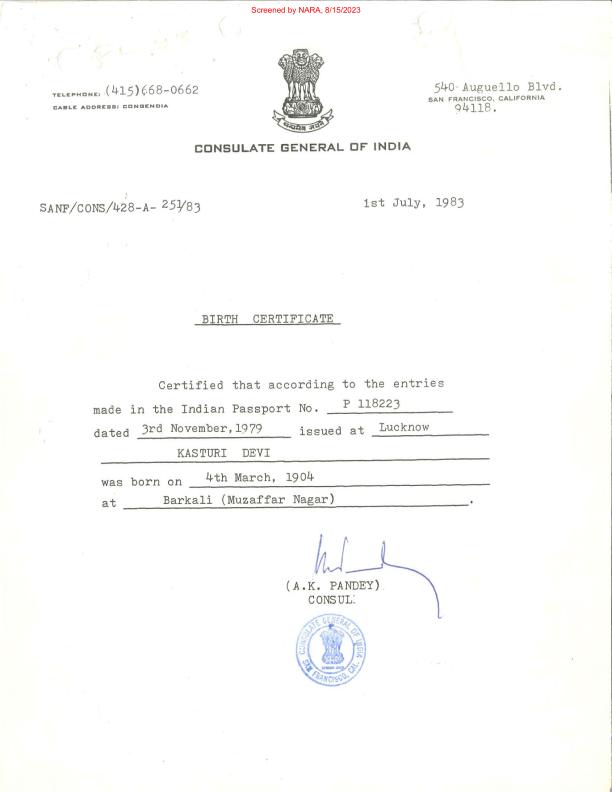 Screened by NARA, 8/15/2023
TELEPHONE: (415)668-0662
CABLE ADDRESS: CONGENDIA
540 Auguello Blvd.
SAN FRANCISCO, CALIFORNIA
94118.
सत्यमेव जयते
CONSULATE GENERAL OF INDIA
SANF/CONS/428-A- 251/83
1st July, 1983
BIRTH CERTIFICATE
Certified that according to the entries
made in the Indian Passport No. P 118223
dated 3rd November,1979 issued at Lucknow
KASTURI DEVI
was born on 4th March, 1904
at Barkali (Muzaffar Nagar) .
(A.K. PANDEY)
CONSUL.
CONSULATE GENERAL OF INDIA
SAN FRANCISCO, CAL.